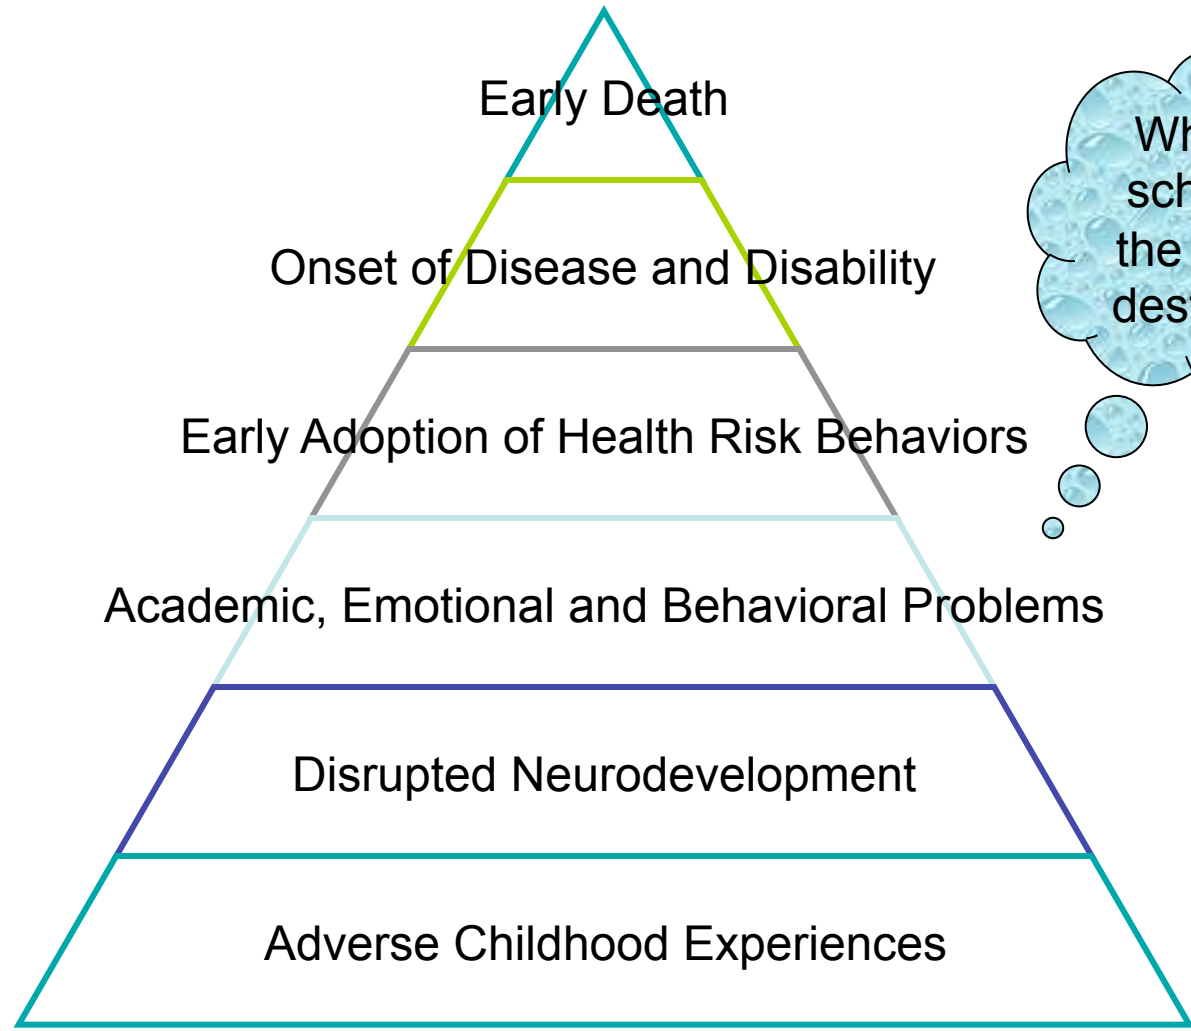 Early Death
Onset of Disease and Disability
Early Adoption of Health Risk Behaviors
Academic, Emotional and Behavioral Problems
Disrupted Neurodevelopment
Adverse Childhood Experiences
the